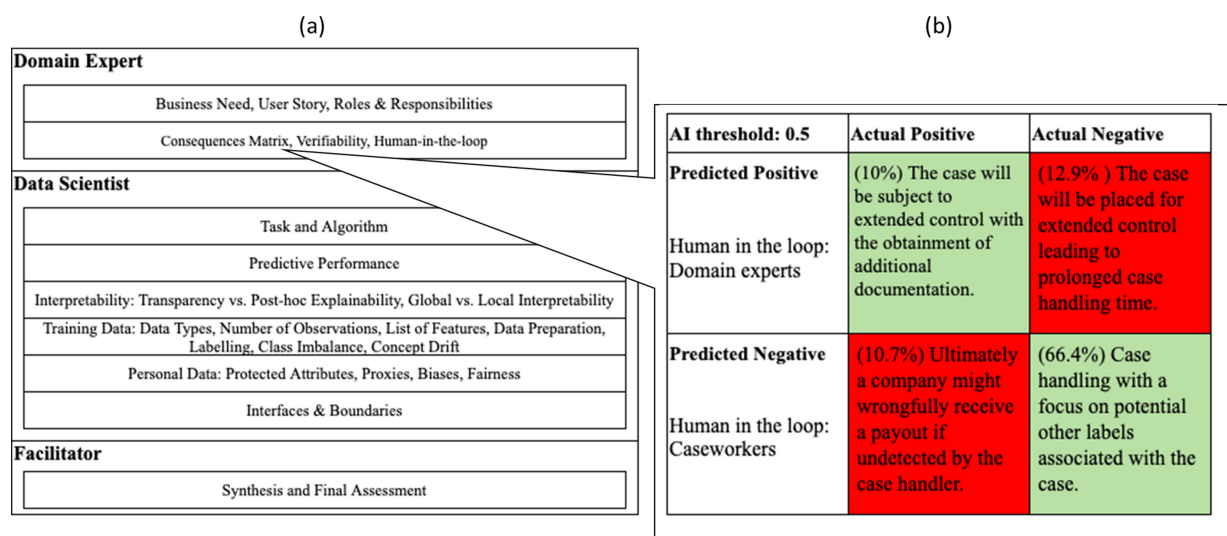 (a)
Domain Expert
Business Need, User Story, Roles & Responsibilities
Consequences Matrix, Verifiability, Human-in-the-loop
Data Scientist
Task and Algorithm
Predictive Performance
Interpretability: Transparency vs. Post-hoc Explainability, Global vs. Local Interpretability
Training Data: Data Types, Number of Observations, List of Features, Data Preparation,
Labelling, Class Imbalance, Concept Drift
Personal Data: Protected Attributes, Proxies, Biases, Fairness
Interfaces & Boundaries
Facilitator
Synthesis and Final Assessment
(b)
AI threshold: 0.5
Actual Positive
Actual Negative
Predicted Positive
Human in the loop:
Domain experts
(10%) The case will
be subject to
extended control with
the obtainment of
additional
documentation.
(12.9% ) The case
will be placed for
extended control
leading to
prolonged case
handling time.
Predicted Negative
Human in the loop:
Caseworkers
(10.7%) Ultimately
a company might
wrongfully receive
a payout if
undetected by the
case handler.
(66.4%) Case
handling with a
focus on potential
other labels
associated with the
case.